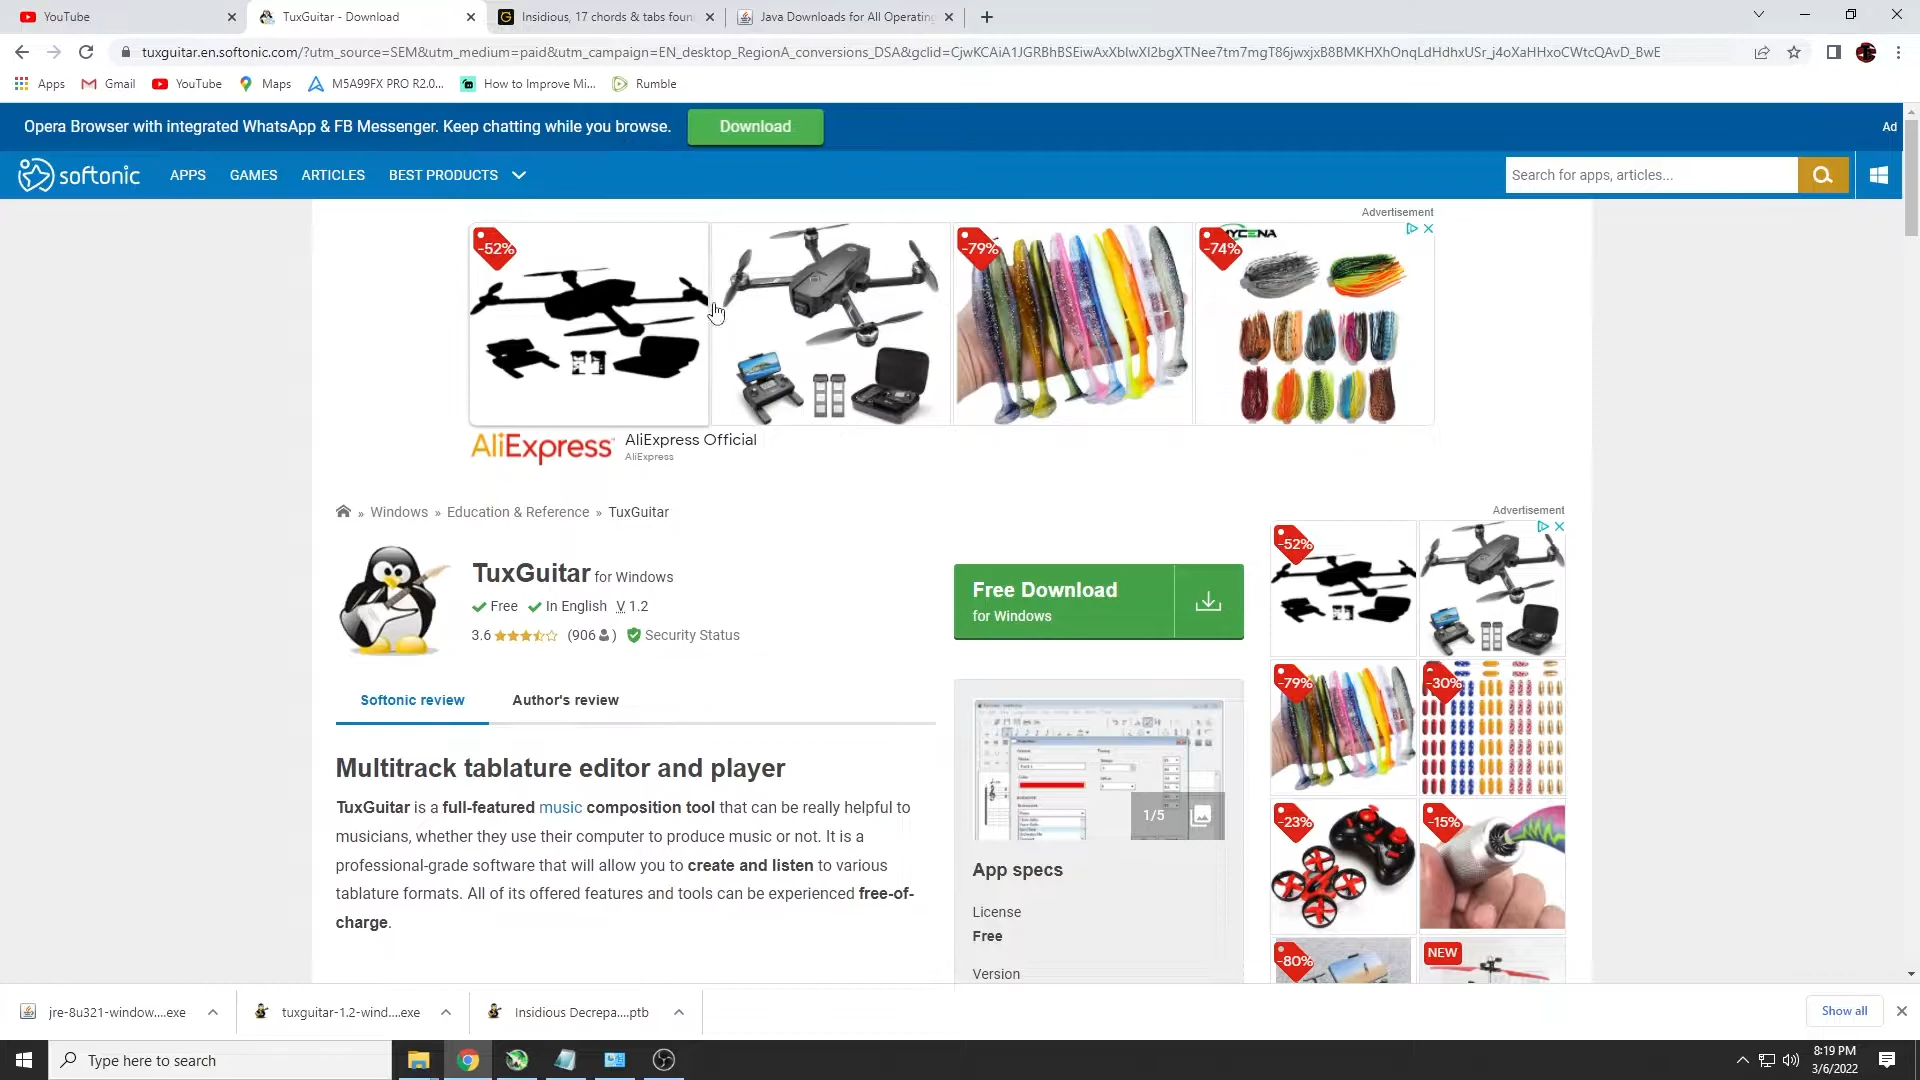 YouTube
TuxGuitar - Download
Insidious, 17 chords & tabs foun
Java Downloads for All Operating
tuxguitar.en.softonic.com/?utm_source=SEM&utm_medium=paid&utm_campaign=EN_desktop_RegionA_conversions_DSA&gclid=CjwKCAiA1JGRBhBSEiwAxXblwXI2bgXTNee7tm7mgT86jwxjxB8BMKHXhOnqLdHdhxUSr_j4oXaHHxoCWtcQAvD_BwE
Apps
Gmail
YouTube
Maps
M5A99FX PRO R2.0...
How to Improve Mi...
Rumble
Opera Browser with integrated WhatsApp & FB Messenger. Keep chatting while you browse.
Download
Ad
softonic
APPS
GAMES
ARTICLES
BEST PRODUCTS
Search for apps, articles...
Advertisement
-52%
-79%
-74%
MYCENA
AliExpress
AliExpress Official
AliExpress
» Windows » Education & Reference » TuxGuitar
Advertisement
TuxGuitar for Windows
Free In English V 1.2
3.6 (906) Security Status
Free Download
for Windows
-52%
Softonic review
Author's review
-79%
-30%
Multitrack tablature editor and player
TuxGuitar is a full-featured music composition tool that can be really helpful to
musicians, whether they use their computer to produce music or not. It is a
professional-grade software that will allow you to create and listen to various
tablature formats. All of its offered features and tools can be experienced free-of-
charge.
1/5
-23%
-15%
App specs
License
Free
Version
-80%
NEW
jre-8u321-window....exe
tuxguitar-1.2-wind....exe
Insidious Decrepa....ptb
Show all
Type here to search
8:19 PM
3/6/2022